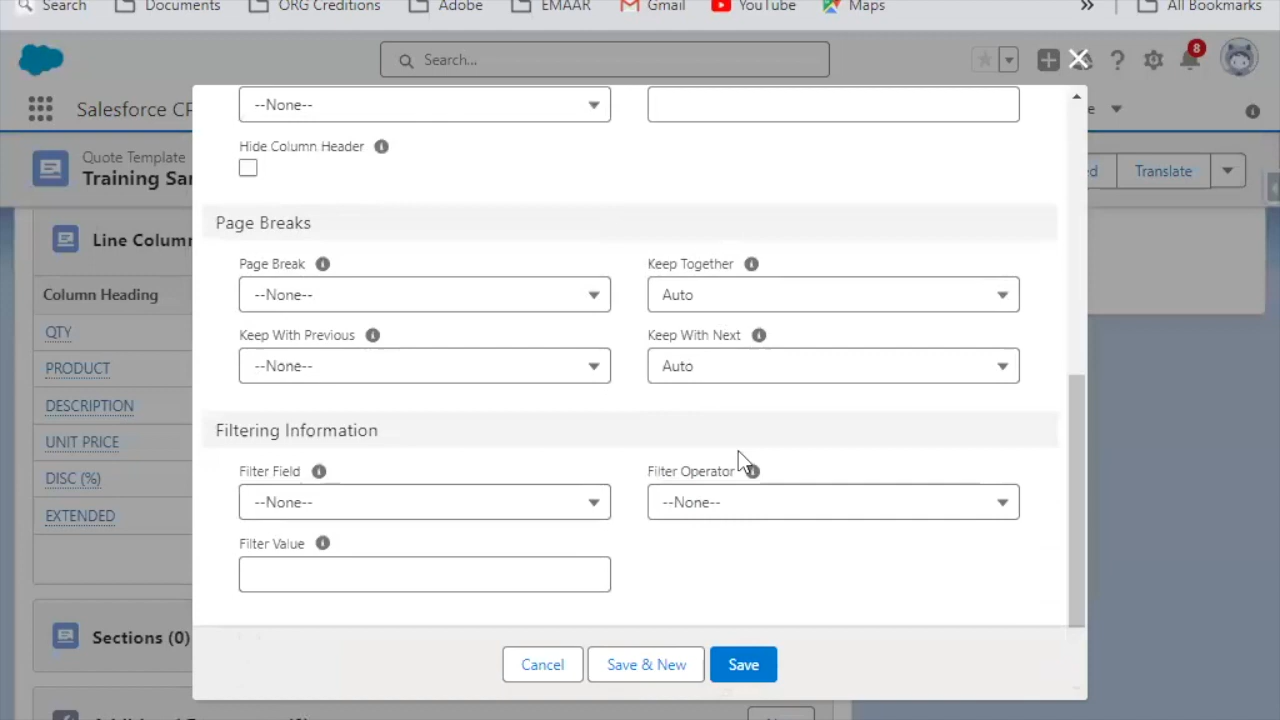 Search Documents ORG Creditions Adobe EMAAR Gmail YouTube Maps » All Bookmarks
Search... 8
Salesforce CP
Quote Template
Training Sar
Translate
Line Column
Column Heading
QTY
PRODUCT
DESCRIPTION
UNIT PRICE
DISC (%)
EXTENDED
Sections (0)
--None--
Hide Column Header
Page Breaks
Page Break Keep Together
--None-- Auto
Keep With Previous Keep With Next
--None-- Auto
Filtering Information
Filter Field Filter Operator
--None-- --None--
Filter Value
Cancel Save & New Save